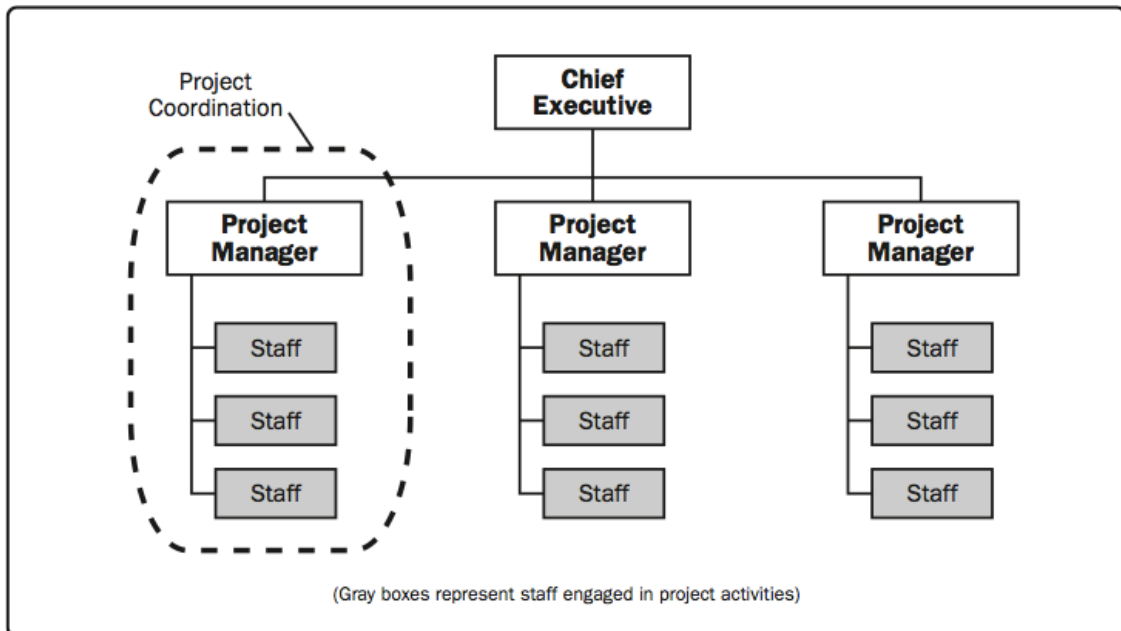 Project
Coordination
Chief
Executive
Project
Manager
Project
Manager
Project
Manager
Staff
Staff
Staff
Staff
Staff
Staff
Staff
Staff
Staff
(Gray boxes represent staff engaged in project activities)